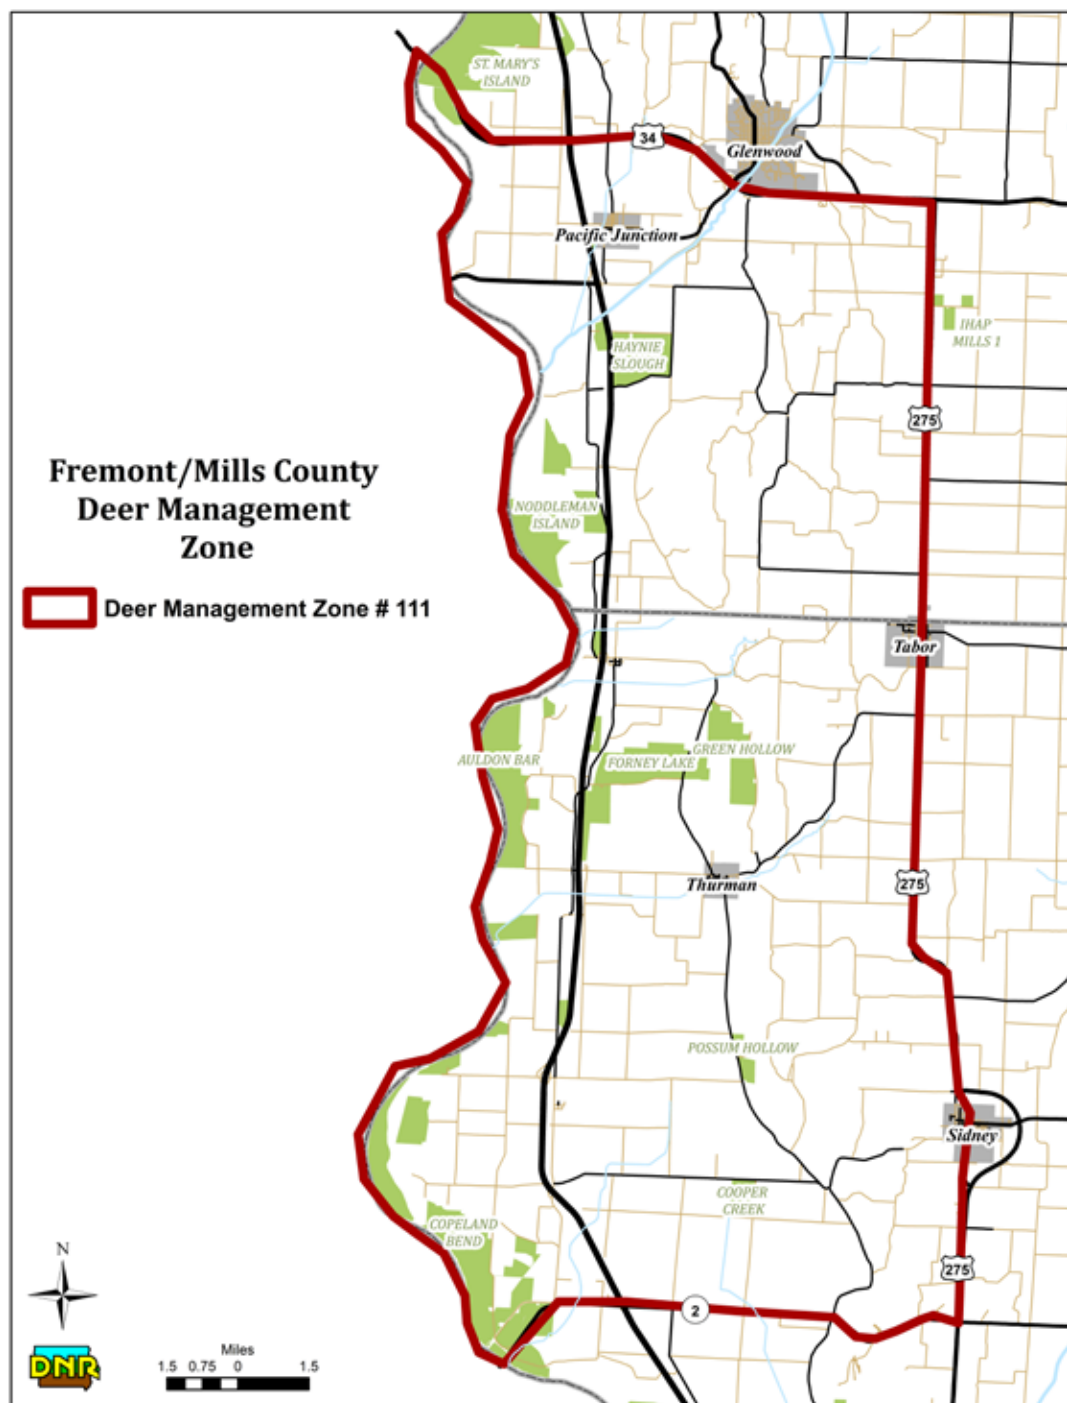 ST. MARY'S
ISLAND
34
Glenwood
Pacific Junction
IHAP
MILLS 1
HAYNIE
SLOUGH
275
Fremont/Mills County
Deer Management
Zone
NODDLEMAN
ISLAND
Deer Management Zone # 111
Tabor
GREEN HOLLOW
AULDON BAR
FORNEY LAKE
275
Thurman
POSSUM HOLLOW
Sidney
COOPER
CREEK
COPELAND
BEND
N
275
2
DNR
Miles
1.5 0.75 0 1.5